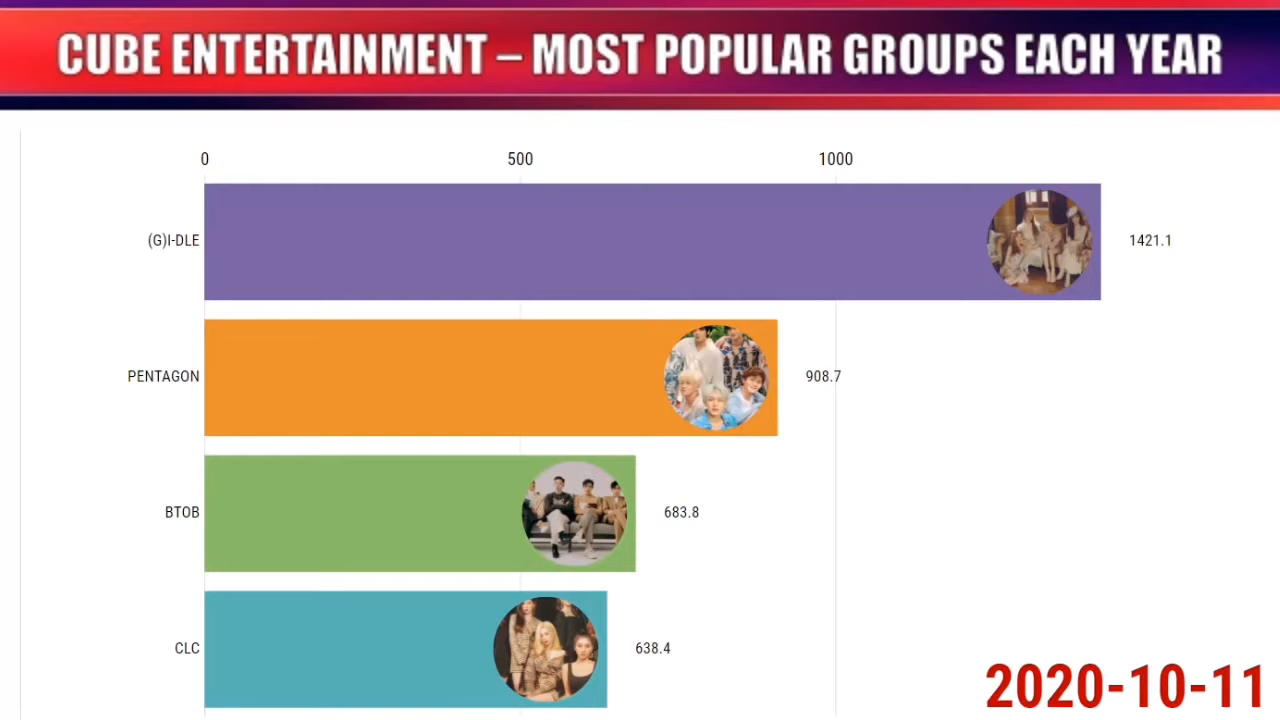 CUBE ENTERTAINMENT – MOST POPULAR GROUPS EACH YEAR
0 500 1000
(G)I-DLE 1421.1
PENTAGON 908.7
BTOB 683.8
CLC 638.4
2020-10-11